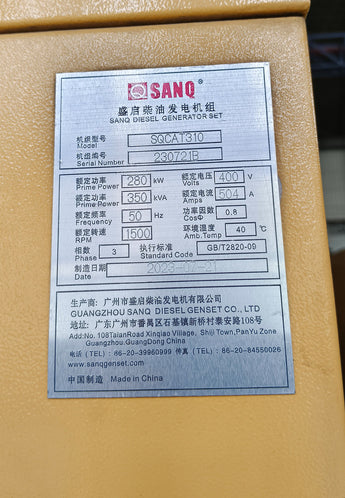 SANQ ®
盛启柴油发电机组
SANQ DIESEL GENERATOR SET
机组型号 Model SQCAT310
机组编号 Serial Number 230721B
额定功率 Prime Power 280 kW 额定电压 Volts 400 V
额定功率 Prime Power 350 kVA 额定电流 Amps 504 A
额定频率 Frequency 50 Hz 功率因数 CosΦ 0.8
额定转速 RPM 1500 环境温度 Amb.Temp 40 ℃
相数 Phase 3 执行标准 Standard Code GB/T2820-09
制造日期 Date
生产商: 广州市盛启柴油发电机有限公司
GUANGZHOU SANQ DIESEL GENSET CO., LTD
地址: 广东广州市番禺区石基镇新桥村泰安路108号
Add:No. 108TaianRoad Xinqiao Village, Shiji Town,PanYu Zone
Guangzhou.GuangDong China
电话 (TEL) : 86-20-39960999 传真 (TEL) : 86-20-84550026
www.sanqgenset.com
中国制造 Made in China